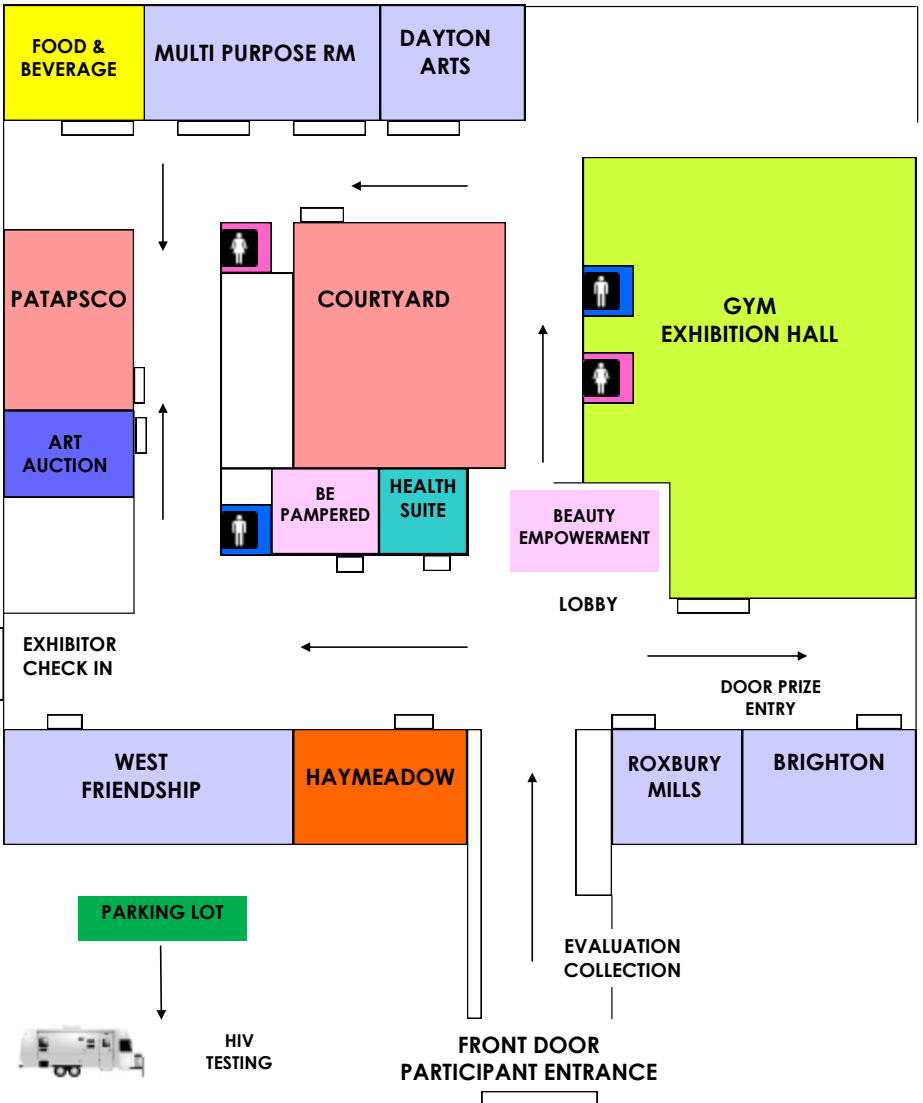 FOOD &
BEVERAGE
MULTI PURPOSE RM
DAYTON
ARTS
PATAPSCO
COURTYARD
GYM
EXHIBITION HALL
ART
AUCTION
BE
PAMPERED
HEALTH
SUITE
BEAUTY
EMPOWERMENT
LOBBY
EXHIBITOR
CHECK IN
DOOR PRIZE
ENTRY
WEST
FRIENDSHIP
HAYMEADOW
ROXBURY
MILLS
BRIGHTON
PARKING LOT
EVALUATION
COLLECTION
HIV
TESTING
FRONT DOOR
PARTICIPANT ENTRANCE